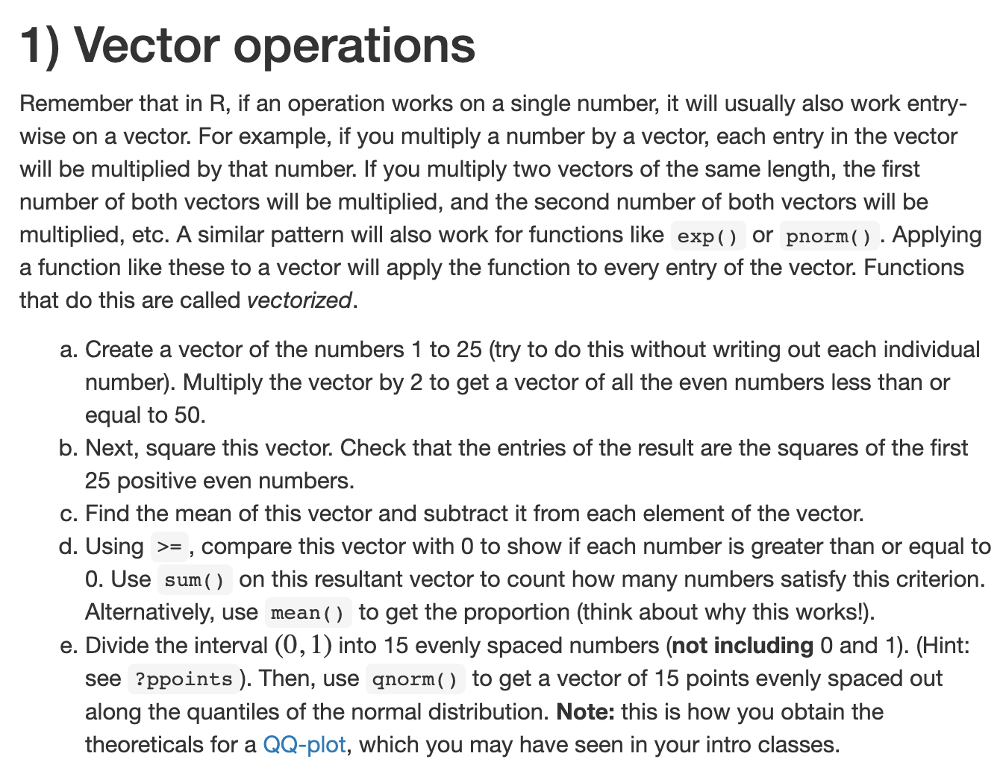 1) Vector operations
Remember that in R, if an operation works on a single number, it will usually also work entry-
wise on a vector. For example, if you multiply a number by a vector, each entry in the vector
will be multiplied by that number. If you multiply two vectors of the same length, the first
number of both vectors will be multiplied, and the second number of both vectors will be
multiplied, etc. A similar pattern will also work for functions like exp() or pnorm(). Applying
a function like these to a vector will apply the function to every entry of the vector. Functions
that do this are called vectorized.
a. Create a vector of the numbers 1 to 25 (try to do this without writing out each individual
number). Multiply the vector by 2 to get a vector of all the even numbers less than or
equal to 50.
b. Next, square this vector. Check that the entries of the result are the squares of the first
25 positive even numbers.
c. Find the mean of this vector and subtract it from each element of the vector.
d. Using >=, compare this vector with 0 to show if each number is greater than or equal to
0. Use sum() on this resultant vector to count how many numbers satisfy this criterion.
Alternatively, use mean() to get the proportion (think about why this works!).
e. Divide the interval (0, 1) into 15 evenly spaced numbers (not including 0 and 1). (Hint:
see ?ppoints). Then, use qnorm() to get a vector of 15 points evenly spaced out
along the quantiles of the normal distribution. Note: this is how you obtain the
theoreticals for a QQ-plot, which you may have seen in your intro classes.